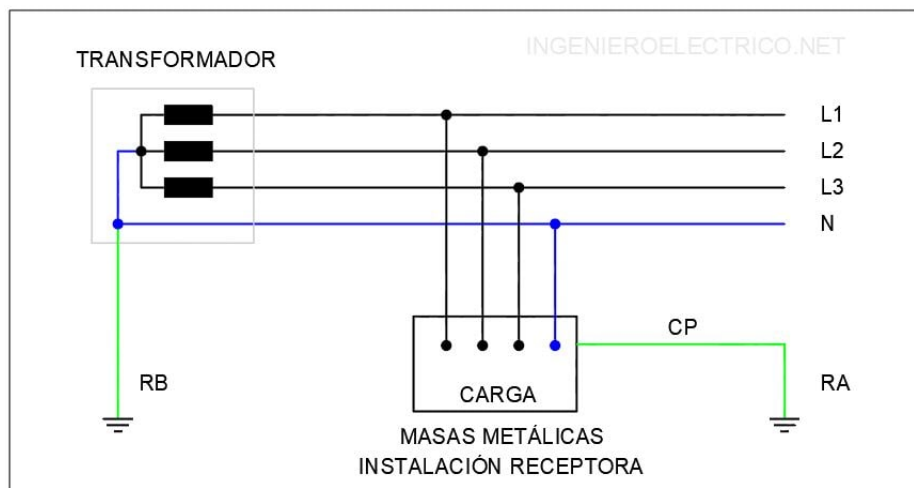 INGENIEROELECTRICO.NET
TRANSFORMADOR
L1
L2
L3
N
CP
RB
CARGA
RA
MASAS METÁLICAS
INSTALACIÓN RECEPTORA